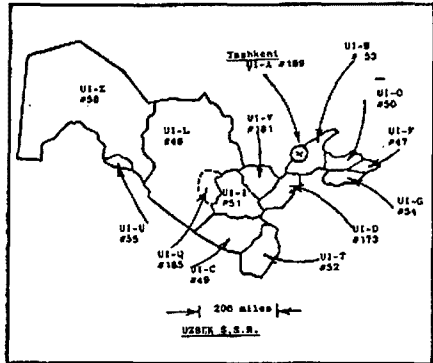 Tashkent
UI-A #189
UI-B
# 53
UI-O
#50
UI-F
#47
UI-G
#54
UI-D
#173
UI-T
#52
UI-V
#181
UI-Z
#58
UI-L
#48
UI-I
#51
UI-U
#55
UI-Q
#185
UI-C
#49
206 miles
UZBEK S.S.R.